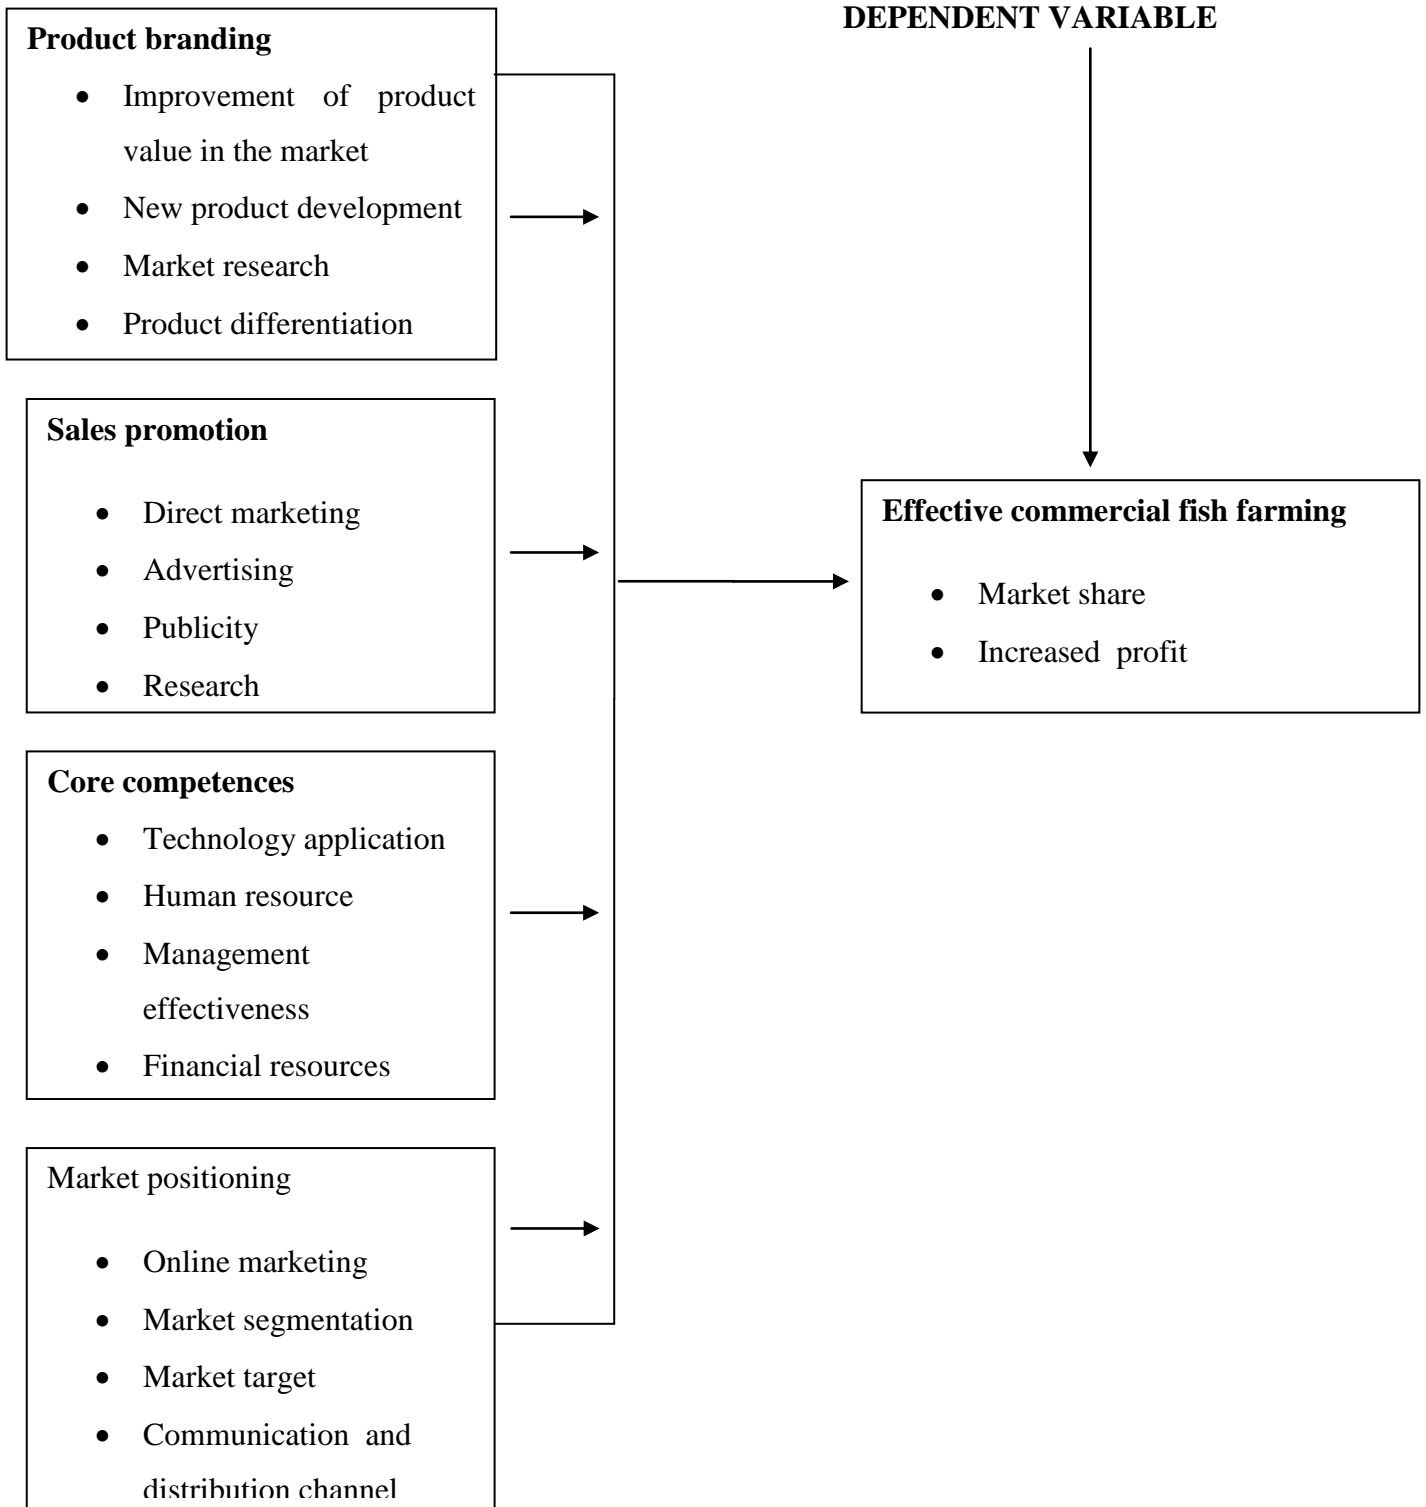 DEPENDENT VARIABLE
Product branding
• Improvement of product
value in the market
• New product development
• Market research
• Product differentiation
Sales promotion
• Direct marketing
• Advertising
• Publicity
• Research
Core competences
• Technology application
• Human resource
• Management
effectiveness
• Financial resources
Market positioning
• Online marketing
• Market segmentation
• Market target
• Communication and
distribution channel
Effective commercial fish farming
• Market share
• Increased profit